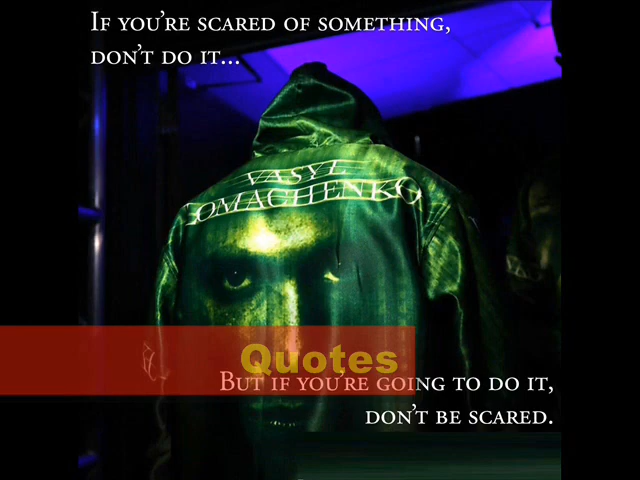 If you're scared of something,
don't do it...
VASYL
LOMACHENKO
Quotes
But if you're going to do it,
don't be scared.